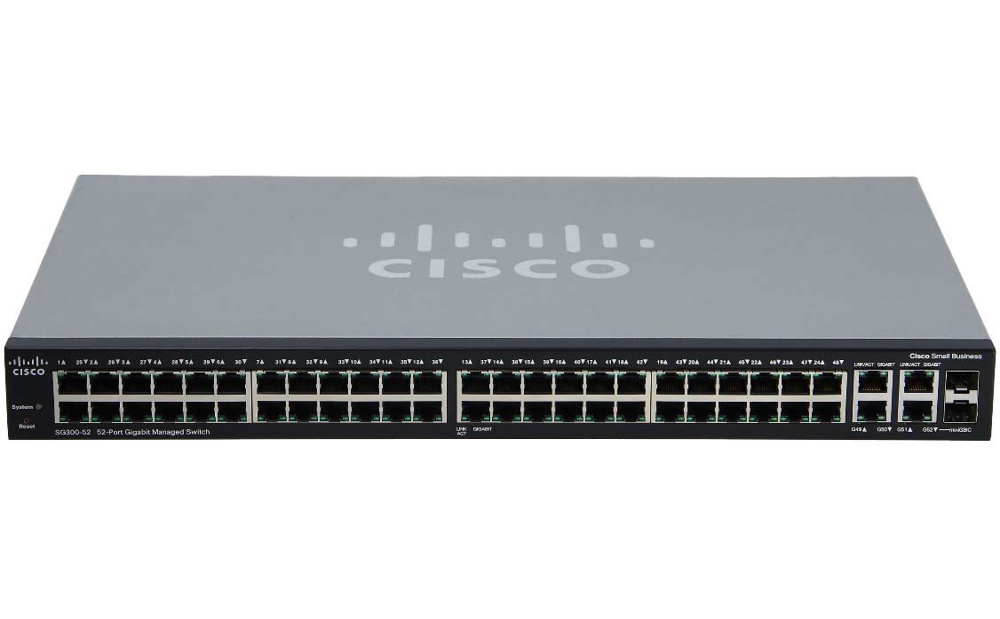 CISCO
CISCO
1▲ 25▼ 2▲ 26▼ 3▲ 27▼ 4▲ 28▼ 5▲ 29▼ 6▲ 30▼ 7▲ 31▼ 8▲ 32▼ 9▲ 33▼ 10▲ 34▼ 11▲ 35▼ 12▲ 36▼ 13▲ 37▼ 14▲ 38▼ 15▲ 39▼ 16▲ 40▼ 17▲ 41▼ 18▲ 42▼ 19▲ 43▼ 20▲ 44▼ 21▲ 45▼ 22▲ 46▼ 23▲ 47▼ 24▲ 48▼
Cisco Small Business
LINK/ACT GIGABIT LINK/ACT GIGABIT
System
Reset
SG300-52 52-Port Gigabit Managed Switch
LINK
ACT
GIGABIT
G49▲ G50▼ G51▲ G52▼ miniGBIC